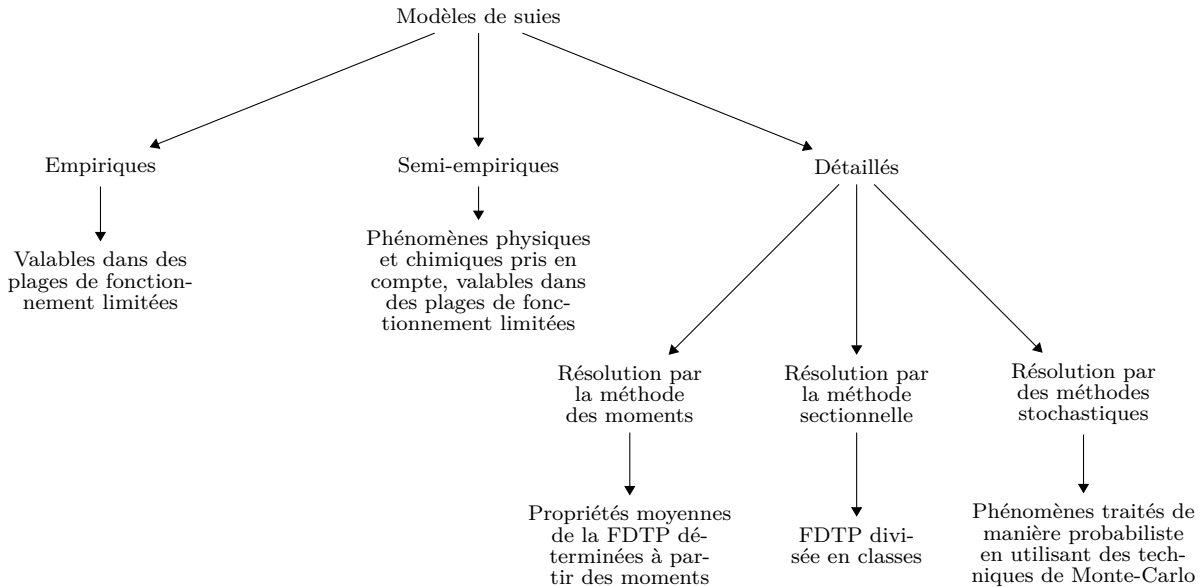 Modèles de suies
Empiriques
Semi-empiriques
Détaillés
Valables dans des
plages de fonction-
nement limitées
Phénomènes physiques
et chimiques pris en
compte, valables dans
des plages de fonc-
tionnement limitées
Résolution par
la méthode
des moments
Résolution par
la méthode
sectionnelle
Résolution par
des méthodes
stochastiques
Propriétés moyennes
de la FDTP dé-
terminées à par-
tir des moments
FDTP divi-
sée en classes
Phénomènes traités de
manière probabiliste
en utilisant des tech-
niques de Monte-Carlo